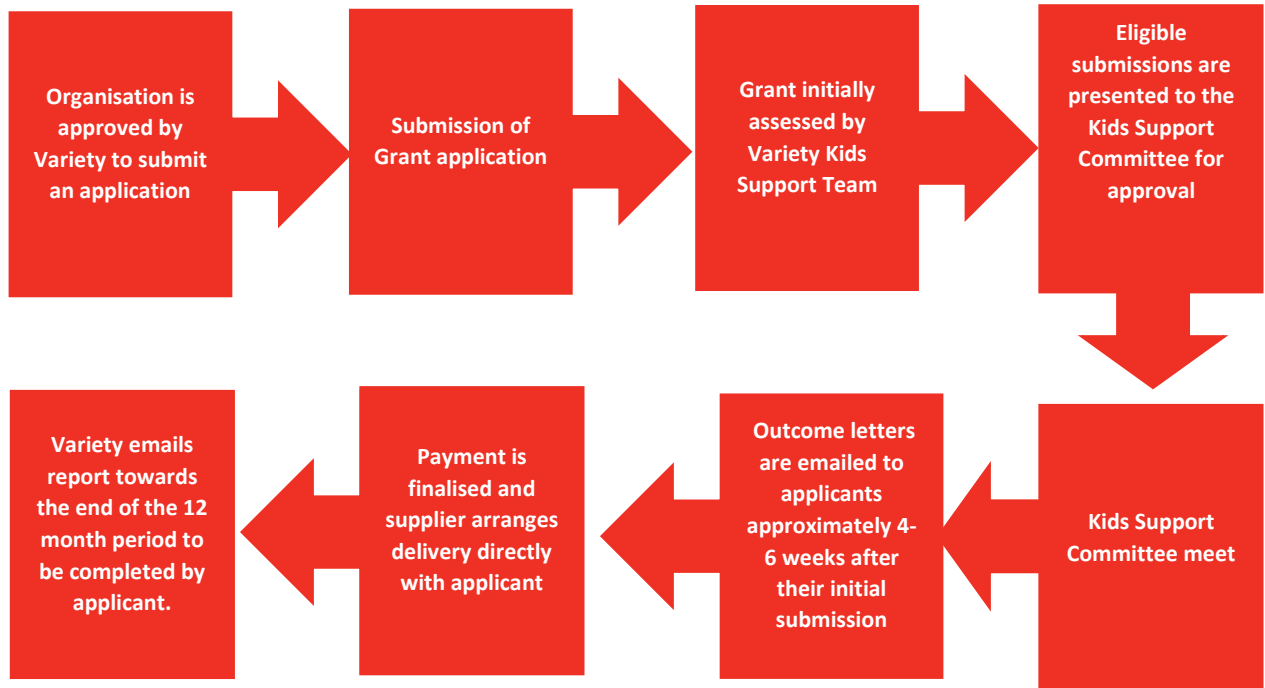 Organisation is
approved by
Variety to submit
an application
Submission of
Grant application
Grant initially
assessed by
Variety Kids
Support Team
Eligible
submissions are
presented to the
Kids Support
Committee for
approval
Kids Support
Committee meet
Outcome letters
are emailed to
applicants
approximately 4-
6 weeks after
their initial
submission
Payment is
finalised and
supplier arranges
delivery directly
with applicant
Variety emails
report towards
the end of the 12
month period to
be completed by
applicant.